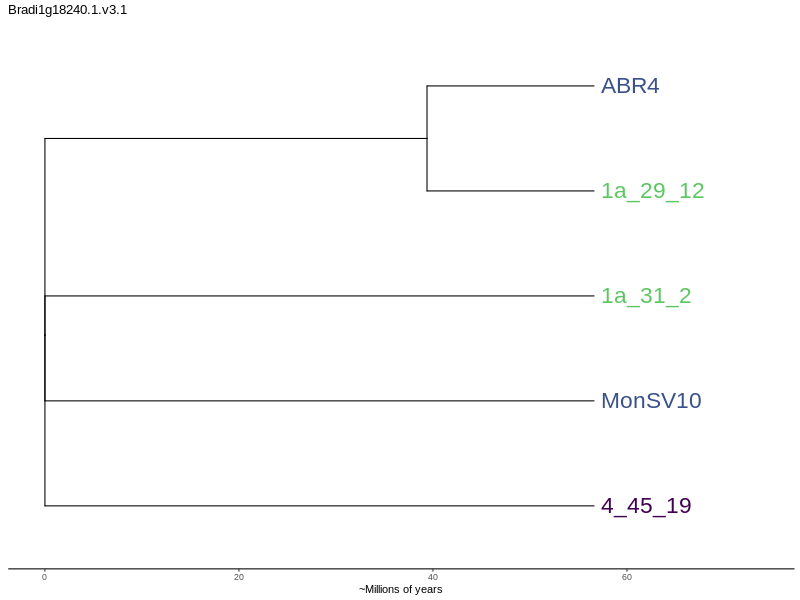 Bradi1g18240.1.v3.1
ABR4
1a_29_12
1a_31_2
MonSV10
4_45_19
0 20 40 60
~Millions of years